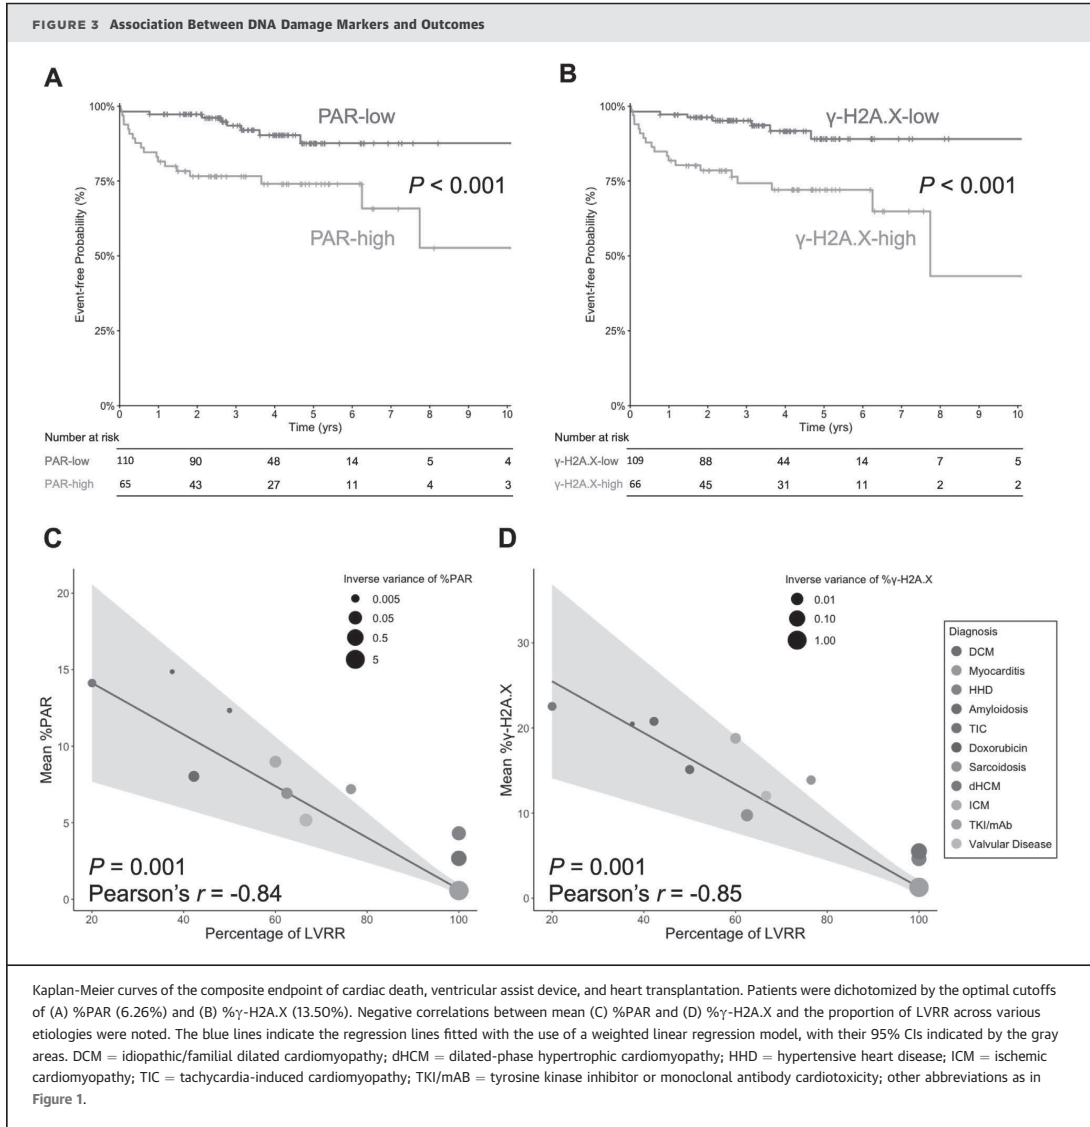 FIGURE 3 Association Between DNA Damage Markers and Outcomes
A
100%
75%
50%
25%
0%
Event-free Probability (%)
PAR-low
P < 0.001
PAR-high
0 1 2 3 4 5 6 7 8 9 10
Time (yrs)
Number at risk
PAR-low 110 90 48 14 5 4
PAR-high 65 43 27 11 4 3
B
100%
75%
50%
25%
0%
Event-free Probability (%)
γ-H2A.X-low
P < 0.001
γ-H2A.X-high
0 1 2 3 4 5 6 7 8 9 10
Time (yrs)
Number at risk
γ-H2A.X-low 109 88 44 14 7 5
γ-H2A.X-high 66 45 31 11 2 2
C
20
15
10
5
0
Mean %PAR
Inverse variance of %PAR
0.005
0.05
0.5
5
P = 0.001
Pearson's r = -0.84
20 40 60 80 100
Percentage of LVRR
D
30
20
10
0
Mean %γ-H2A.X
Inverse variance of %γ-H2A.X
0.01
0.10
1.00
P = 0.001
Pearson's r = -0.85
20 40 60 80 100
Percentage of LVRR
Diagnosis
DCM
Myocarditis
HHD
Amyloidosis
TIC
Doxorubicin
Sarcoidosis
dHCM
ICM
TKI/mAb
Valvular Disease
Kaplan-Meier curves of the composite endpoint of cardiac death, ventricular assist device, and heart transplantation. Patients were dichotomized by the optimal cutoffs
of (A) %PAR (6.26%) and (B) %γ-H2A.X (13.50%). Negative correlations between mean (C) %PAR and (D) %γ-H2A.X and the proportion of LVRR across various
etiologies were noted. The blue lines indicate the regression lines fitted with the use of a weighted linear regression model, with their 95% CIs indicated by the gray
areas. DCM = idiopathic/familial dilated cardiomyopathy; dHCM = dilated-phase hypertrophic cardiomyopathy; HHD = hypertensive heart disease; ICM = ischemic
cardiomyopathy; TIC = tachycardia-induced cardiomyopathy; TKI/mAB = tyrosine kinase inhibitor or monoclonal antibody cardiotoxicity; other abbreviations as in
Figure 1.